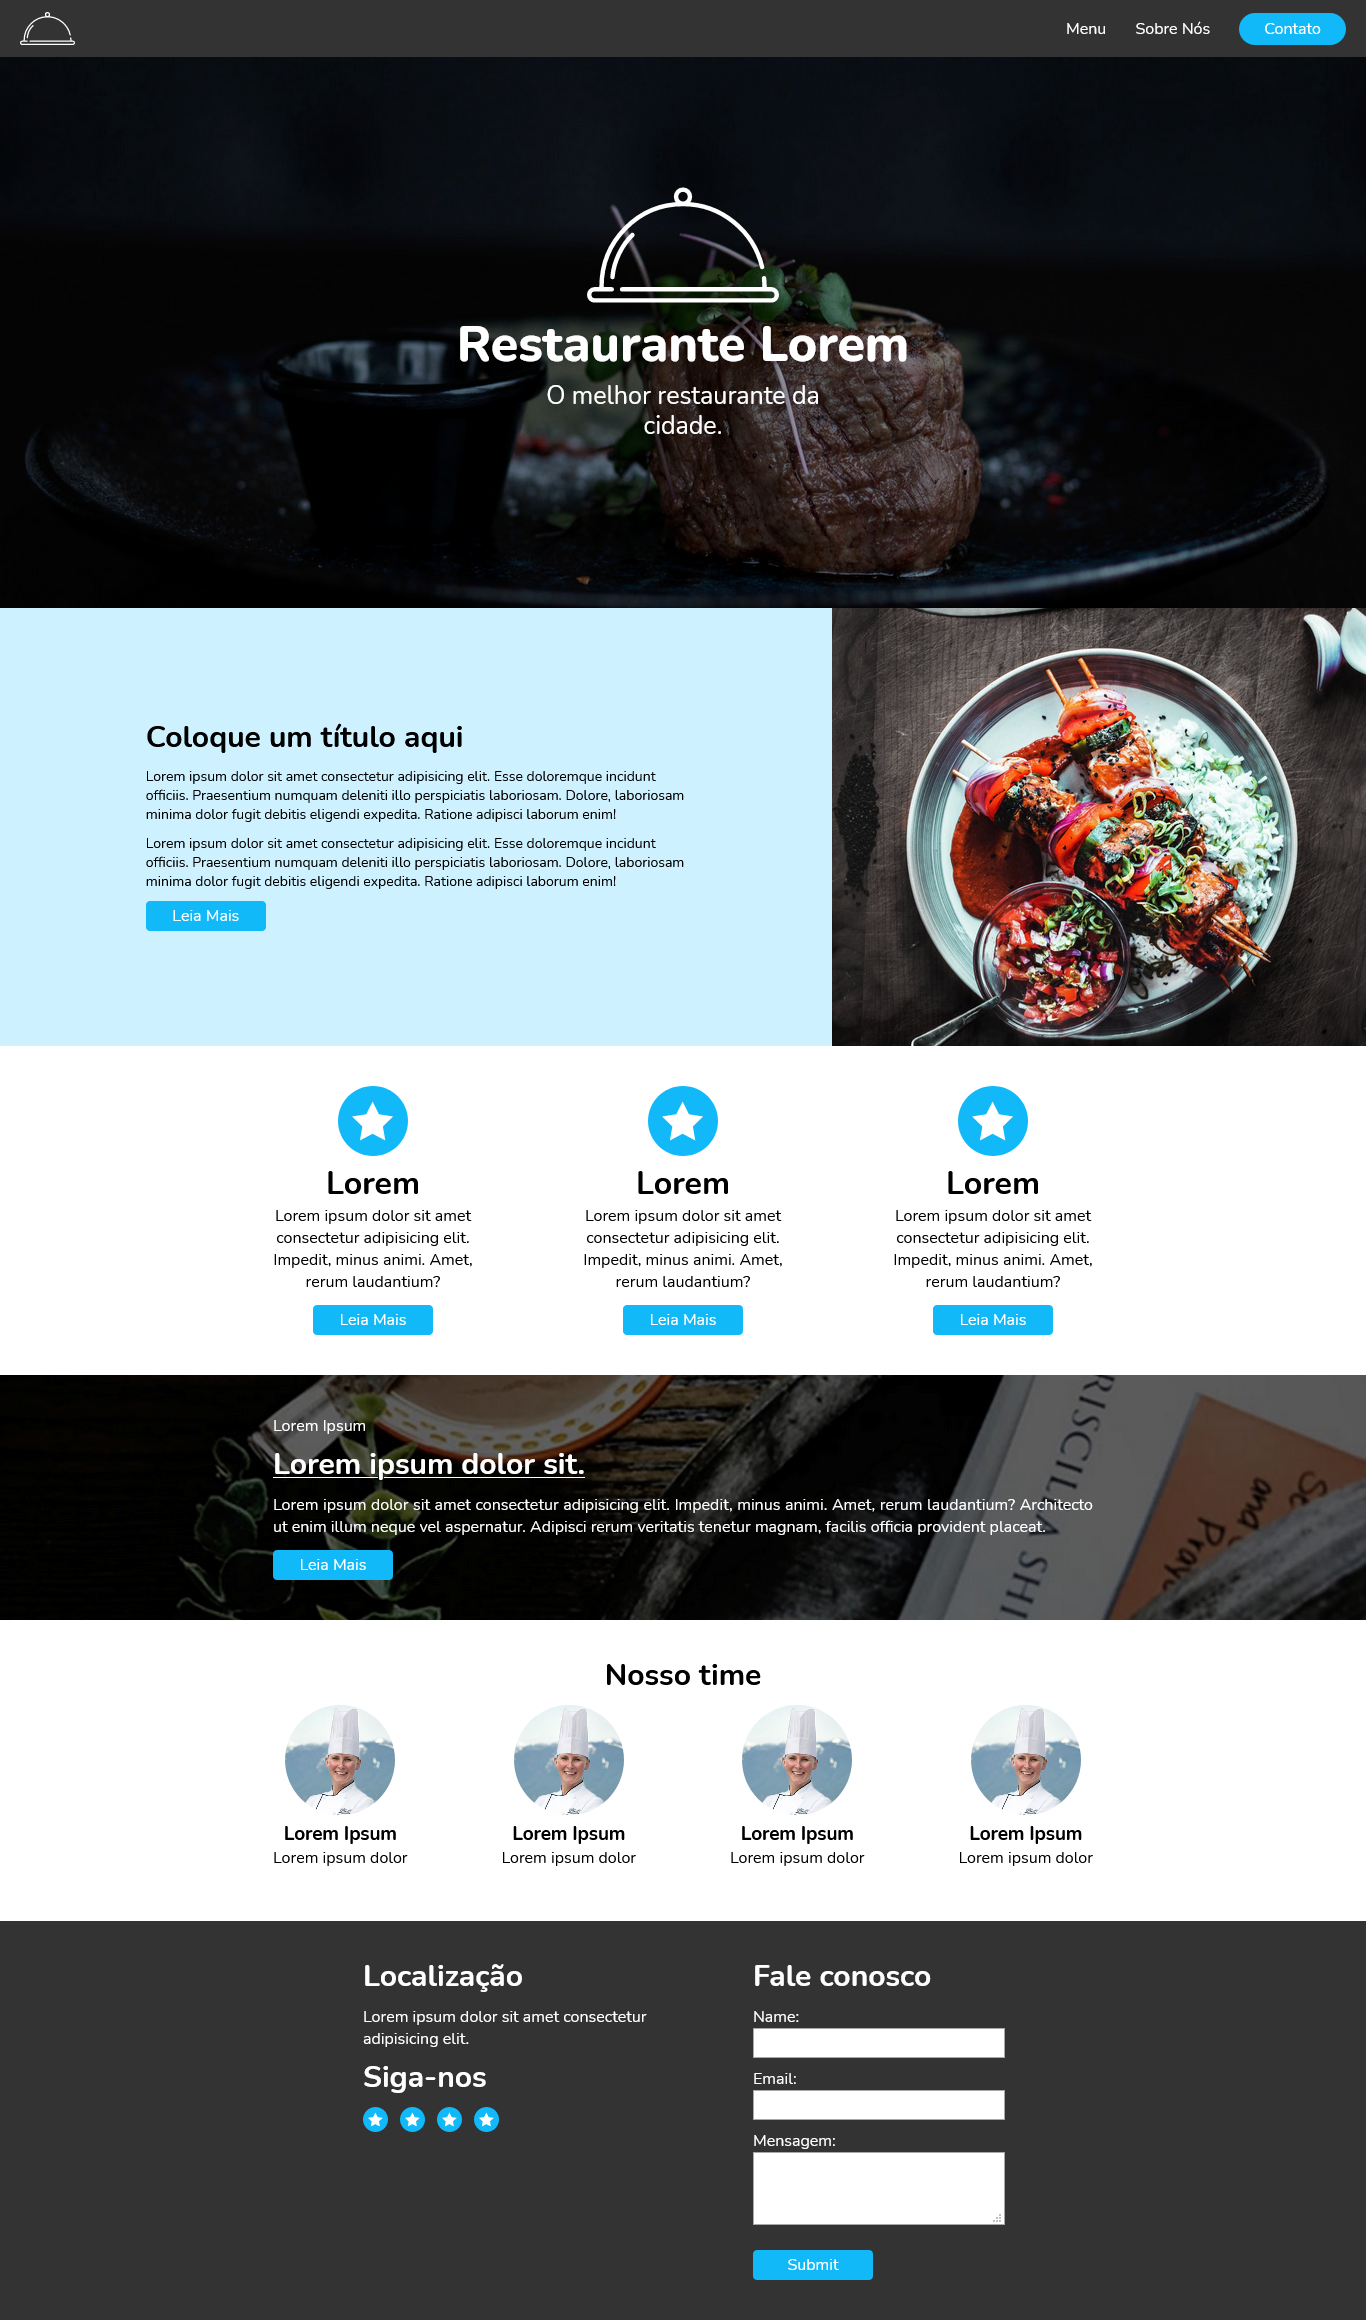 Menu Sobre Nós Contato
Restaurante Lorem
O melhor restaurante da
cidade.
Coloque um título aqui
Lorem ipsum dolor sit amet consectetur adipisicing elit. Esse doloremque incidunt
officiis. Praesentium numquam deleniti illo perspiciatis laboriosam. Dolore, laboriosam
minima dolor fugit debitis eligendi expedita. Ratione adipisci laborum enim!
Lorem ipsum dolor sit amet consectetur adipisicing elit. Esse doloremque incidunt
officiis. Praesentium numquam deleniti illo perspiciatis laboriosam. Dolore, laboriosam
minima dolor fugit debitis eligendi expedita. Ratione adipisci laborum enim!
Leia Mais
Lorem
Lorem ipsum dolor sit amet
consectetur adipisicing elit.
Impedit, minus animi. Amet,
rerum laudantium?
Leia Mais
Lorem
Lorem ipsum dolor sit amet
consectetur adipisicing elit.
Impedit, minus animi. Amet,
rerum laudantium?
Leia Mais
Lorem
Lorem ipsum dolor sit amet
consectetur adipisicing elit.
Impedit, minus animi. Amet,
rerum laudantium?
Leia Mais
Lorem Ipsum
Lorem ipsum dolor sit.
Lorem ipsum dolor sit amet consectetur adipisicing elit. Impedit, minus animi. Amet, rerum laudantium? Architecto
ut enim illum neque vel aspernatur. Adipisci rerum veritatis tenetur magnam, facilis officia provident placeat.
Leia Mais
Nosso time
Lorem Ipsum
Lorem ipsum dolor
Lorem Ipsum
Lorem ipsum dolor
Lorem Ipsum
Lorem ipsum dolor
Lorem Ipsum
Lorem ipsum dolor
Localização
Lorem ipsum dolor sit amet consectetur
adipisicing elit.
Siga-nos
Fale conosco
Name:
Email:
Mensagem:
Submit